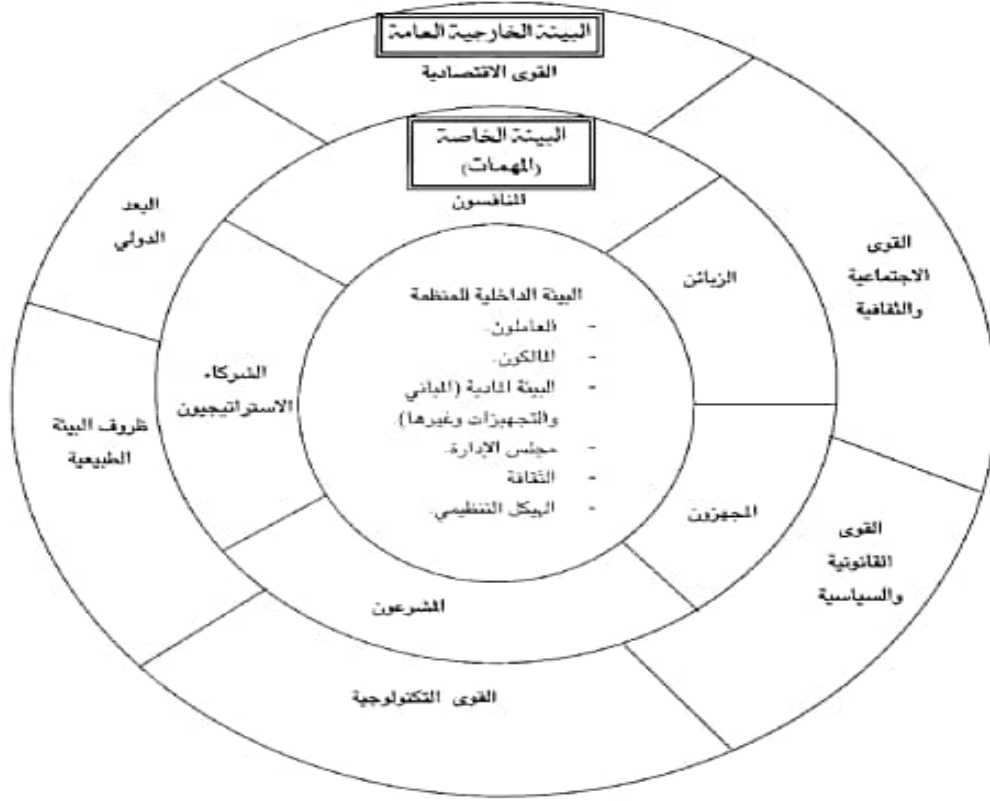 البيئة الخارجية العامة
القوى الاقتصادية
البيئة الخاصة
(المهمات)
المنافسون
القوى
الاجتماعية
والثقافية
الزبائن
البعد
الدولي
البيئة الداخلية للمنظمة
- العاملون.
- المالكون.
- البيئة المادية (المباني
والتجهيزات وغيرها).
- مجلس الإدارة.
- الثقافة
- الهيكل التنظيمي.
الشركاء
الاستراتيجيون
ظروف البيئة
الطبيعية
المجهزون
القوى
القانونية
والسياسية
المشرعون
القوى التكنولوجية